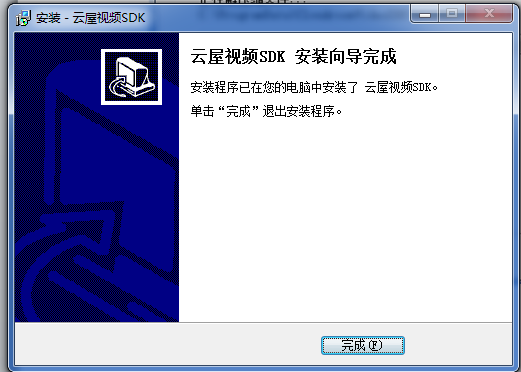 安装 - 云屋视频SDK
云屋视频SDK 安装向导完成
安装程序已在您的电脑中安装了 云屋视频SDK。
单击“完成”退出安装程序。
完成(F)